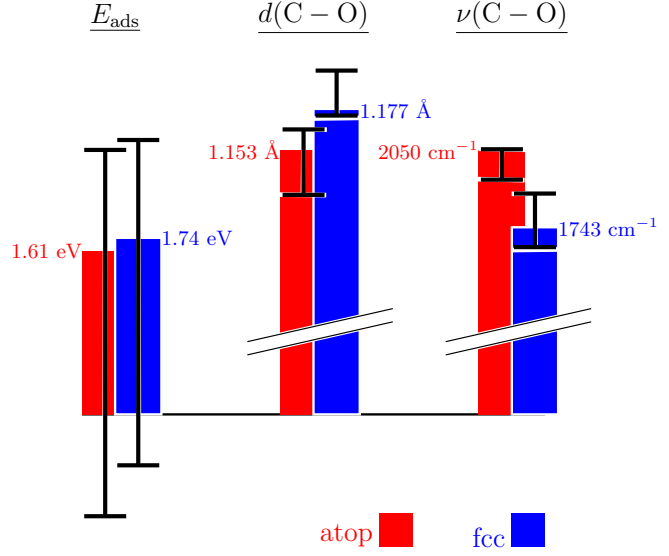 E_ads d(C – O) ν(C – O)
1.177 Å
1.153 Å 2050 cm⁻¹
1.61 eV 1.74 eV 1743 cm⁻¹
atop fcc